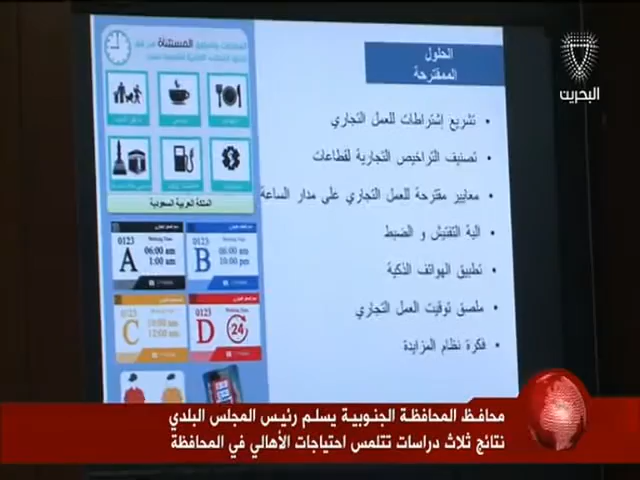 البحرين
الحلول
الممقترحة
المستثناة
• تشريع إشتراطات للعمل التجاري
• تصنيف التراخيص التجارية لقطاعات
• معايير مقترحة للعمل التجاري على مدار الساعة
• الية التفتيش و الضبط
• تطبيق الهواتف الذكية
• ملصق توقيت العمل التجاري
• فكرة نظام المزايدة
المملكة العربية السعودية
0123
A
06:00 am
1:00 am
0123
B
06:00 am
10:00 pm
0123
C
10:00 am
12:00 am
0123
D
24
محافظ المحافظة الجنوبية يسلم رئيس المجلس البلدي
نتائج ثلاث دراسات تتلمس احتياجات الأهالي في المحافظة